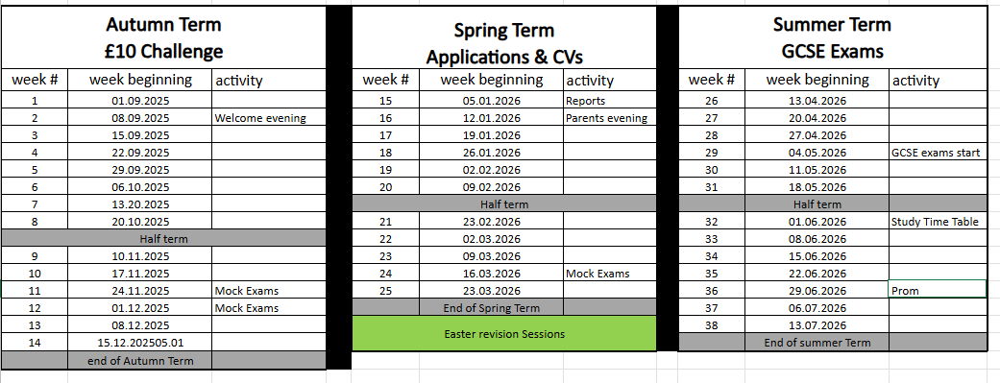 Autumn Term
£10 Challenge
week # week beginning activity
1 01.09.2025
2 08.09.2025 Welcome evening
3 15.09.2025
4 22.09.2025
5 29.09.2025
6 06.10.2025
7 13.20.2025
8 20.10.2025
Half term
9 10.11.2025
10 17.11.2025
11 24.11.2025 Mock Exams
12 01.12.2025 Mock Exams
13 08.12.2025
14 15.12.202505.01
end of Autumn Term
Spring Term
Applications & CVs
week # week beginning activity
15 05.01.2026 Reports
16 12.01.2026 Parents evening
17 19.01.2026
18 26.01.2026
19 02.02.2026
20 09.02.2026
Half term
21 23.02.2026
22 02.03.2026
23 09.03.2026
24 16.03.2026 Mock Exams
25 23.03.2026
End of Spring Term
Easter revision Sessions
Summer Term
GCSE Exams
week # week beginning activity
26 13.04.2026
27 20.04.2026
28 27.04.2026
29 04.05.2026 GCSE exams start
30 11.05.2026
31 18.05.2026
Half term
32 01.06.2026 Study Time Table
33 08.06.2026
34 15.06.2026
35 22.06.2026
36 29.06.2026 Prom
37 06.07.2026
38 13.07.2026
End of summer Term